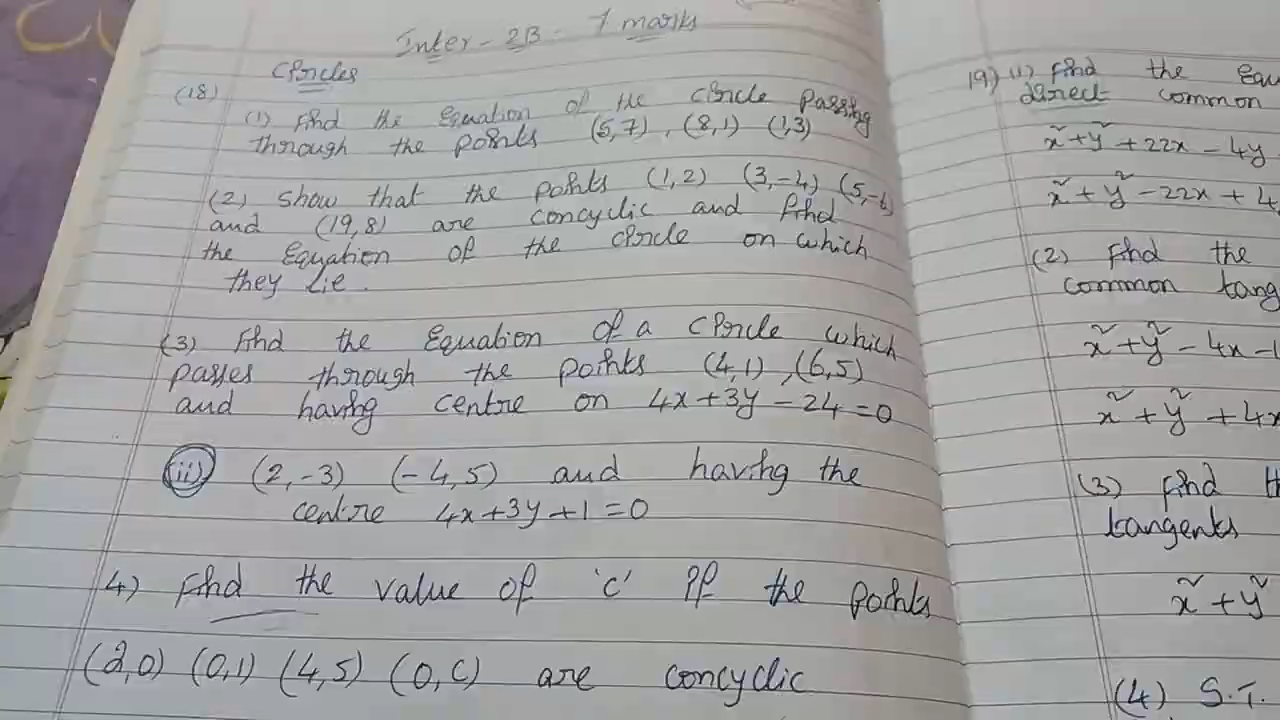 Inter - 2B - 7 marks
Circles
(18)
(1) Find the Equation of the circle passing
through the points (5,7), (8,1) (1,3)
(2) show that the points (1,2) (3,-4) (5,-6)
and (19,8) are concyclic and find
the Equation of the circle on which
they lie.
(3) Find the Equation of a circle which
passes through the points (4,1), (6,5)
and having centre on 4x+3y-24=0
(ii) (2,-3) (-4,5) and having the
centre 4x+3y+1=0
4) Find the value of 'c' if the points
(2,0) (0,1) (4,5) (0,C) are concyclic
19) (1) Find the Equ
direct common
x²+y²+22x-4y
x²+y²-22x+4
(2) Find the
common tang
x²+y²-4x-1
x²+y²+4x
(3) Find th
tangents
x²+y²
(4) S.T.